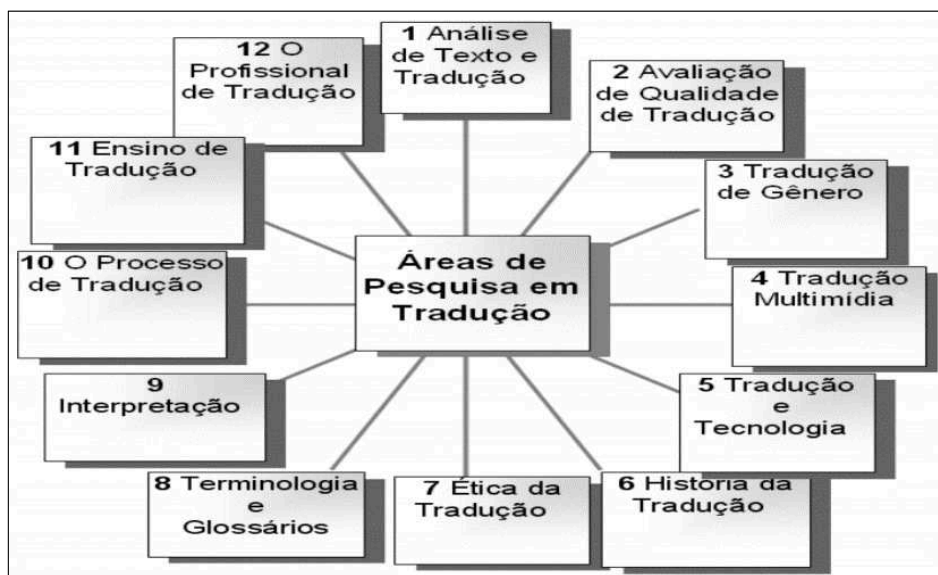 Áreas de
Pesquisa em
Tradução
1 Análise
de Texto e
Tradução
2 Avaliação
de Qualidade
de Tradução
3 Tradução
de Gênero
4 Tradução
Multimídia
5 Tradução
e
Tecnologia
6 História da
Tradução
7 Ética da
Tradução
8 Terminologia
e
Glossários
9
Interpretação
10 O Processo
de Tradução
11 Ensino de
Tradução
12 O
Profissional
de Tradução